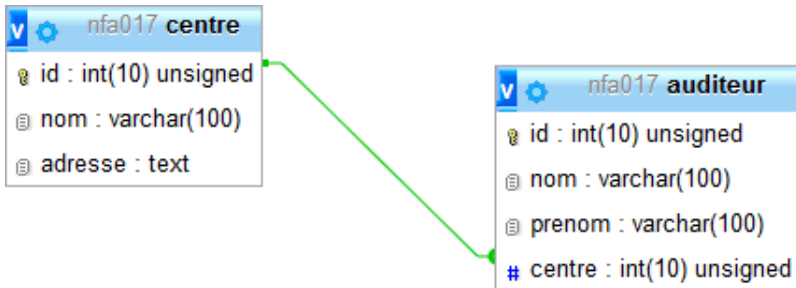 nfa017 centre
id : int(10) unsigned
nom : varchar(100)
adresse : text
nfa017 auditeur
id : int(10) unsigned
nom : varchar(100)
prenom : varchar(100)
# centre : int(10) unsigned